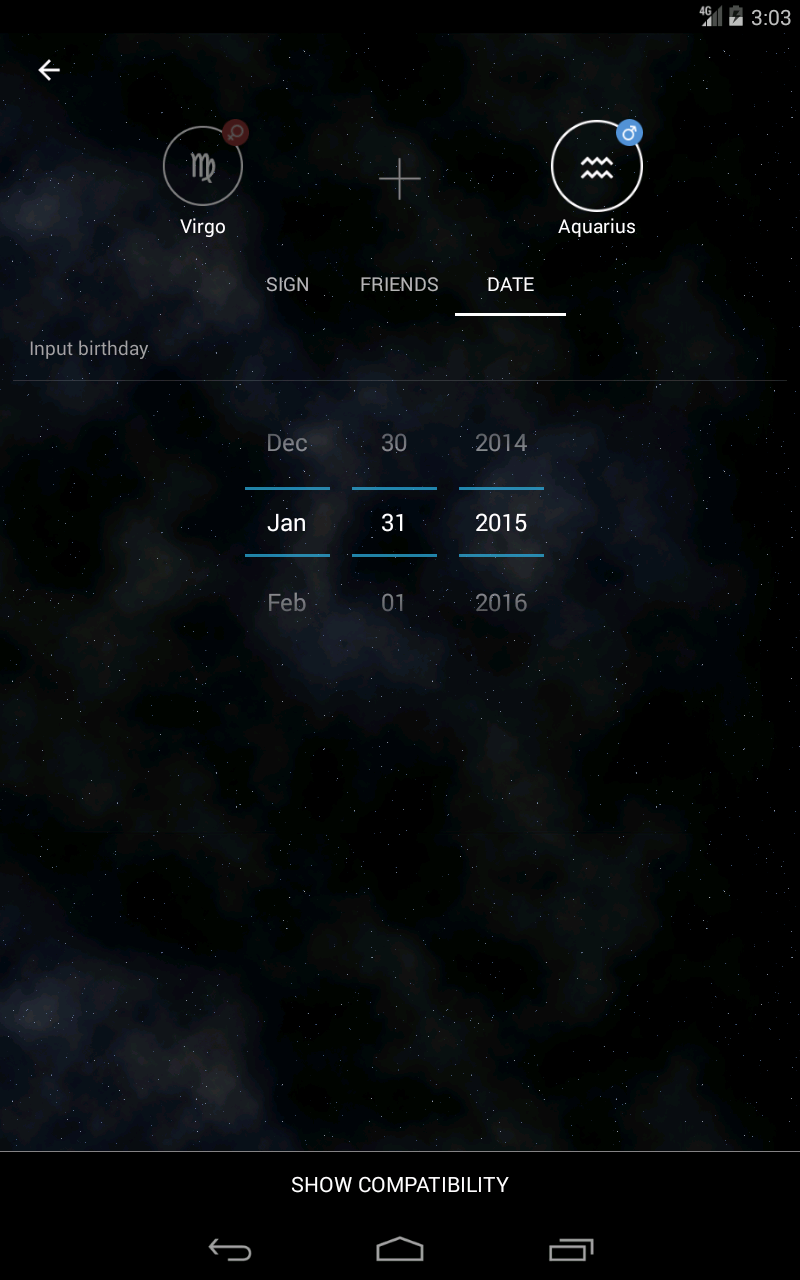 4G 3:03
Virgo Aquarius
SIGN FRIENDS DATE
Input birthday
Dec 30 2014
Jan 31 2015
Feb 01 2016
SHOW COMPATIBILITY